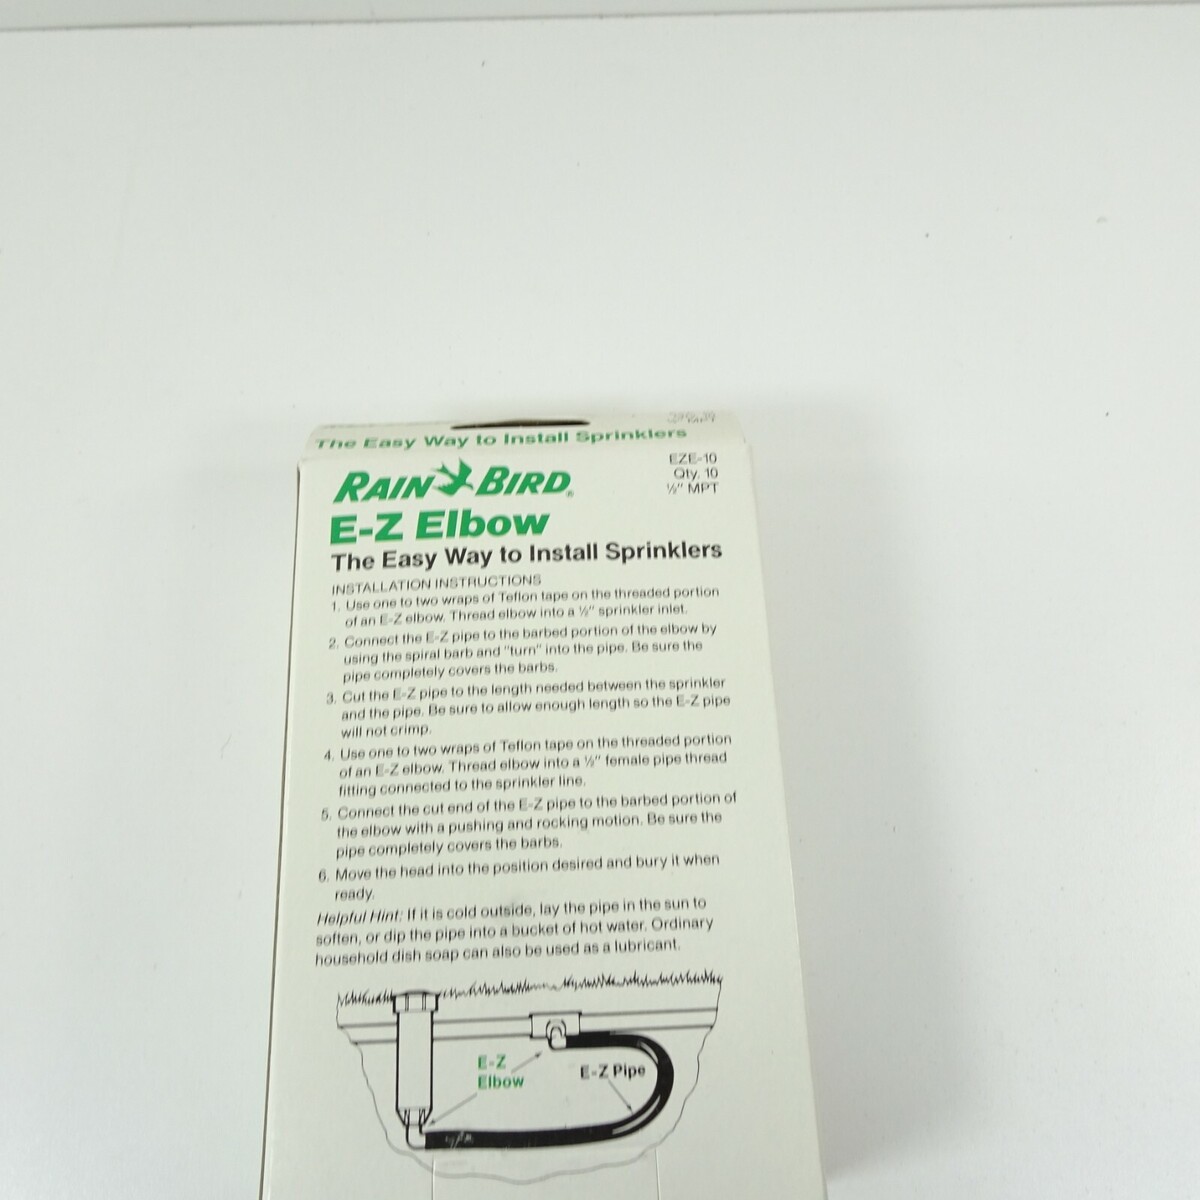 The Easy Way to Install Sprinklers
RAIN BIRD®
EZE-10
Qty. 10
½" MPT
E-Z Elbow
The Easy Way to Install Sprinklers
INSTALLATION INSTRUCTIONS
1. Use one to two wraps of Teflon tape on the threaded portion
of an E-Z elbow. Thread elbow into a ½" sprinkler inlet.
2. Connect the E-Z pipe to the barbed portion of the elbow by
using the spiral barb and "turn" into the pipe. Be sure the
pipe completely covers the barbs.
3. Cut the E-Z pipe to the length needed between the sprinkler
and the pipe. Be sure to allow enough length so the E-Z pipe
will not crimp.
4. Use one to two wraps of Teflon tape on the threaded portion
of an E-Z elbow. Thread elbow into a ½" female pipe thread
fitting connected to the sprinkler line.
5. Connect the cut end of the E-Z pipe to the barbed portion of
the elbow with a pushing and rocking motion. Be sure the
pipe completely covers the barbs.
6. Move the head into the position desired and bury it when
ready.
Helpful Hint: If it is cold outside, lay the pipe in the sun to
soften, or dip the pipe into a bucket of hot water. Ordinary
household dish soap can also be used as a lubricant.
E-Z
Elbow
E-Z Pipe